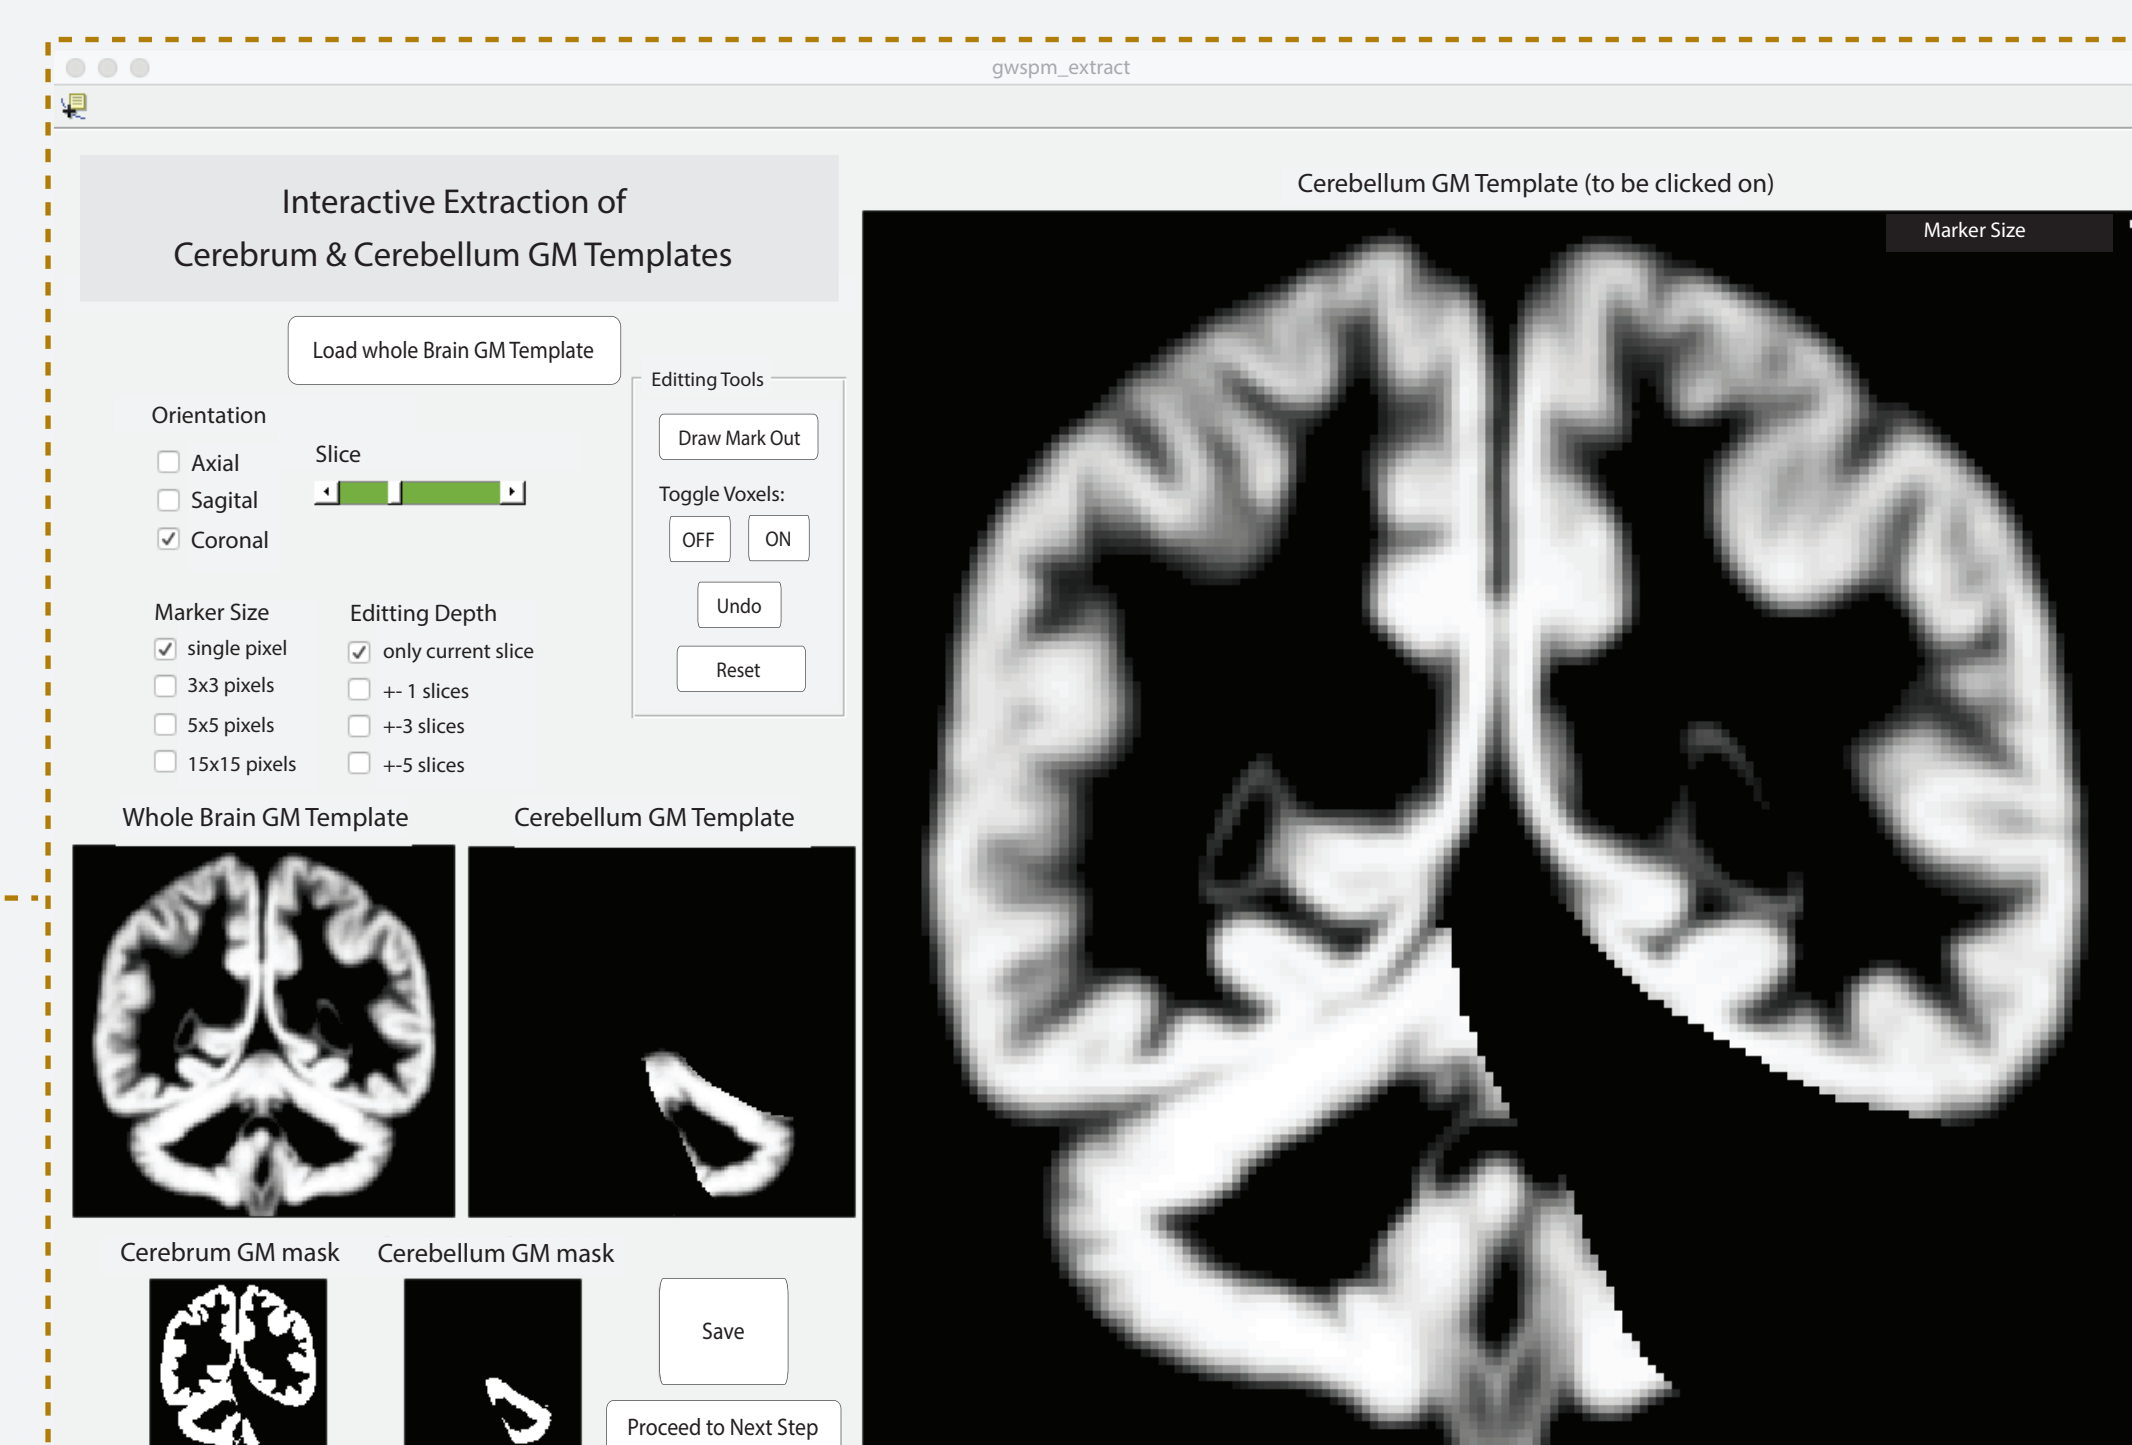 gwspm_extract
Interactive Extraction of
Cerebrum & Cerebellum GM Templates
Load whole Brain GM Template
Orientation
Axial
Sagital
Coronal
Slice
Editting Tools
Draw Mark Out
Toggle Voxels:
OFF ON
Undo
Reset
Marker Size
single pixel
3x3 pixels
5x5 pixels
15x15 pixels
Editting Depth
only current slice
+- 1 slices
+-3 slices
+-5 slices
Whole Brain GM Template
Cerebellum GM Template
Cerebrum GM mask
Cerebellum GM mask
Save
Proceed to Next Step
Cerebellum GM Template (to be clicked on)
Marker Size